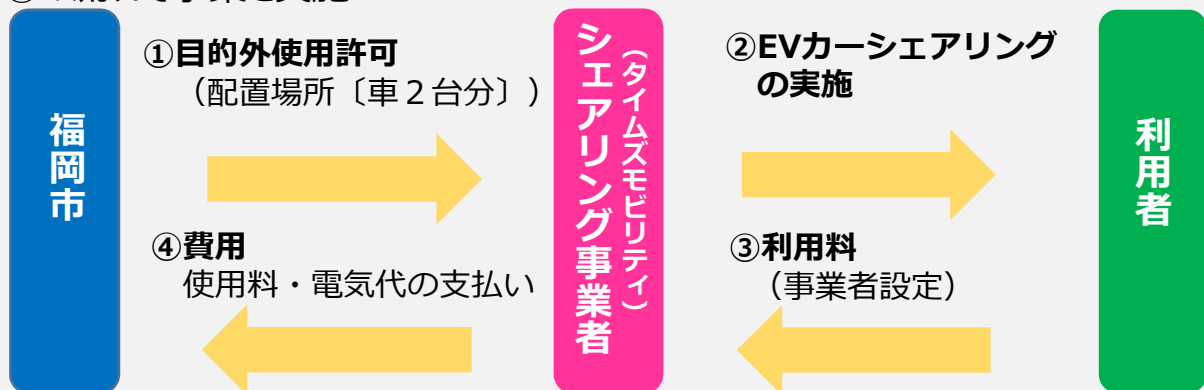 福岡市
①目的外使用許可
（配置場所〔車２台分〕）
④費用
使用料・電気代の支払い
シェアリング事業者
（タイムズモビリティ）
②EVカーシェアリング
の実施
③利用料
（事業者設定）
利用者